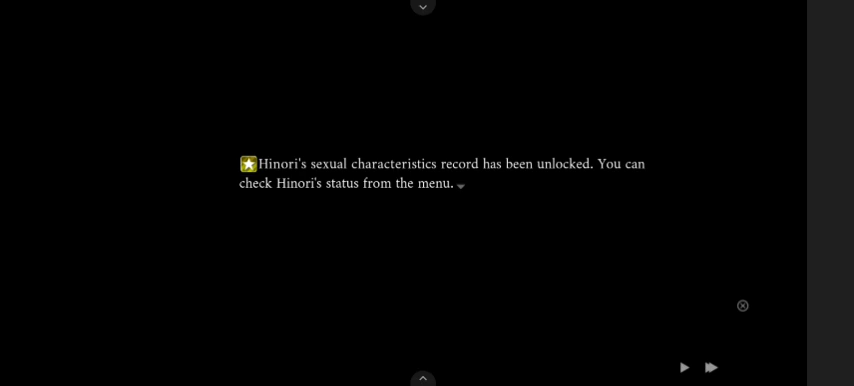 Hinori's sexual characteristics record has been unlocked. You can
check Hinori's status from the menu.